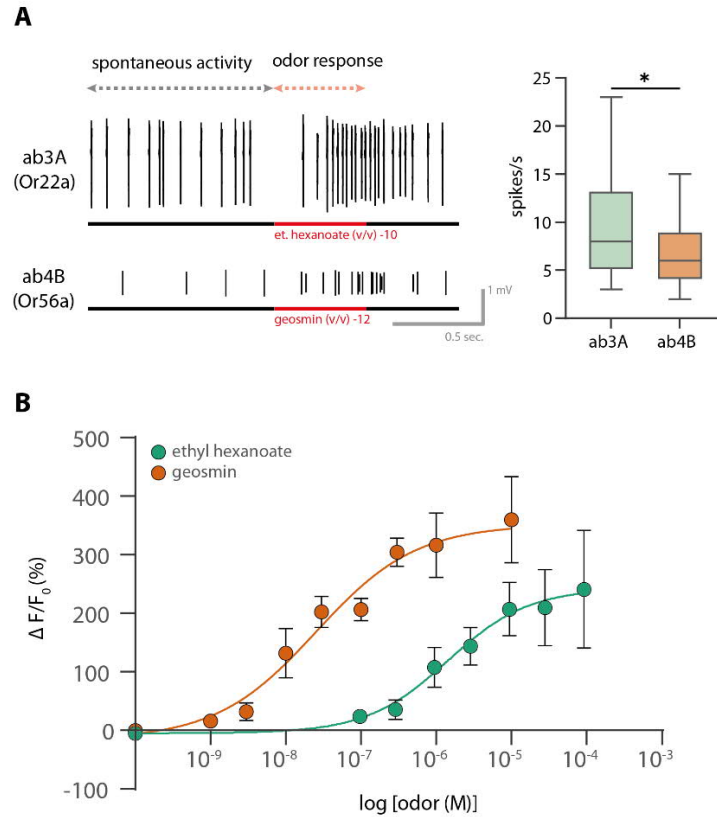 A
spontaneous activity
odor response
ab3A
(Or22a)
et. hexanoate (v/v) -10
ab4B
(Or56a)
geosmin (v/v) -12
1 mV
0.5 sec.
*
spikes/s
25
20
15
10
5
0
ab3A
ab4B
B
ethyl hexanoate
geosmin
Δ F/F₀ (%)
500
400
300
200
100
0
-100
10⁻⁹
10⁻⁸
10⁻⁷
10⁻⁶
10⁻⁵
10⁻⁴
10⁻³
log [odor (M)]